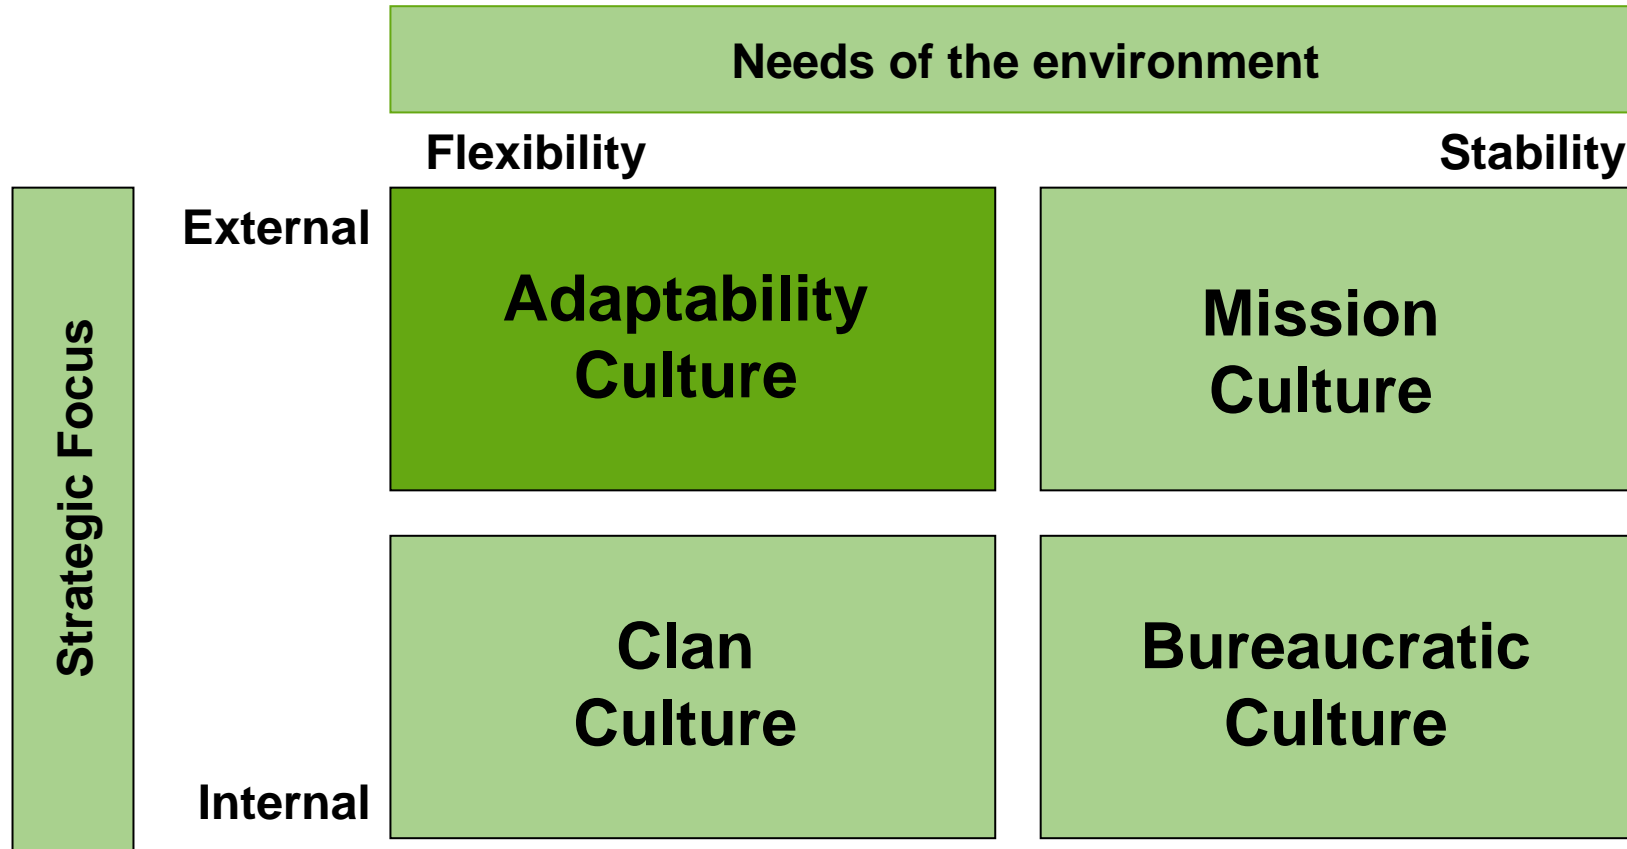 Needs of the environment
Flexibility
Stability
Strategic Focus
External
Adaptability
Culture
Mission
Culture
Clan
Culture
Bureaucratic
Culture
Internal